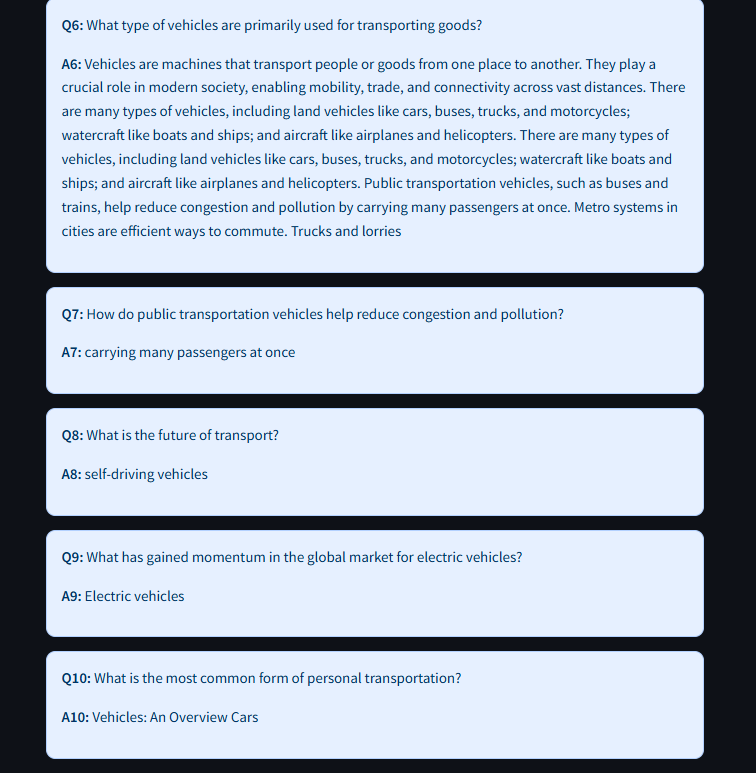 Q6: What type of vehicles are primarily used for transporting goods?
A6: Vehicles are machines that transport people or goods from one place to another. They play a
crucial role in modern society, enabling mobility, trade, and connectivity across vast distances. There
are many types of vehicles, including land vehicles like cars, buses, trucks, and motorcycles;
watercraft like boats and ships; and aircraft like airplanes and helicopters. There are many types of
vehicles, including land vehicles like cars, buses, trucks, and motorcycles; watercraft like boats and
ships; and aircraft like airplanes and helicopters. Public transportation vehicles, such as buses and
trains, help reduce congestion and pollution by carrying many passengers at once. Metro systems in
cities are efficient ways to commute. Trucks and lorries
Q7: How do public transportation vehicles help reduce congestion and pollution?
A7: carrying many passengers at once
Q8: What is the future of transport?
A8: self-driving vehicles
Q9: What has gained momentum in the global market for electric vehicles?
A9: Electric vehicles
Q10: What is the most common form of personal transportation?
A10: Vehicles: An Overview Cars